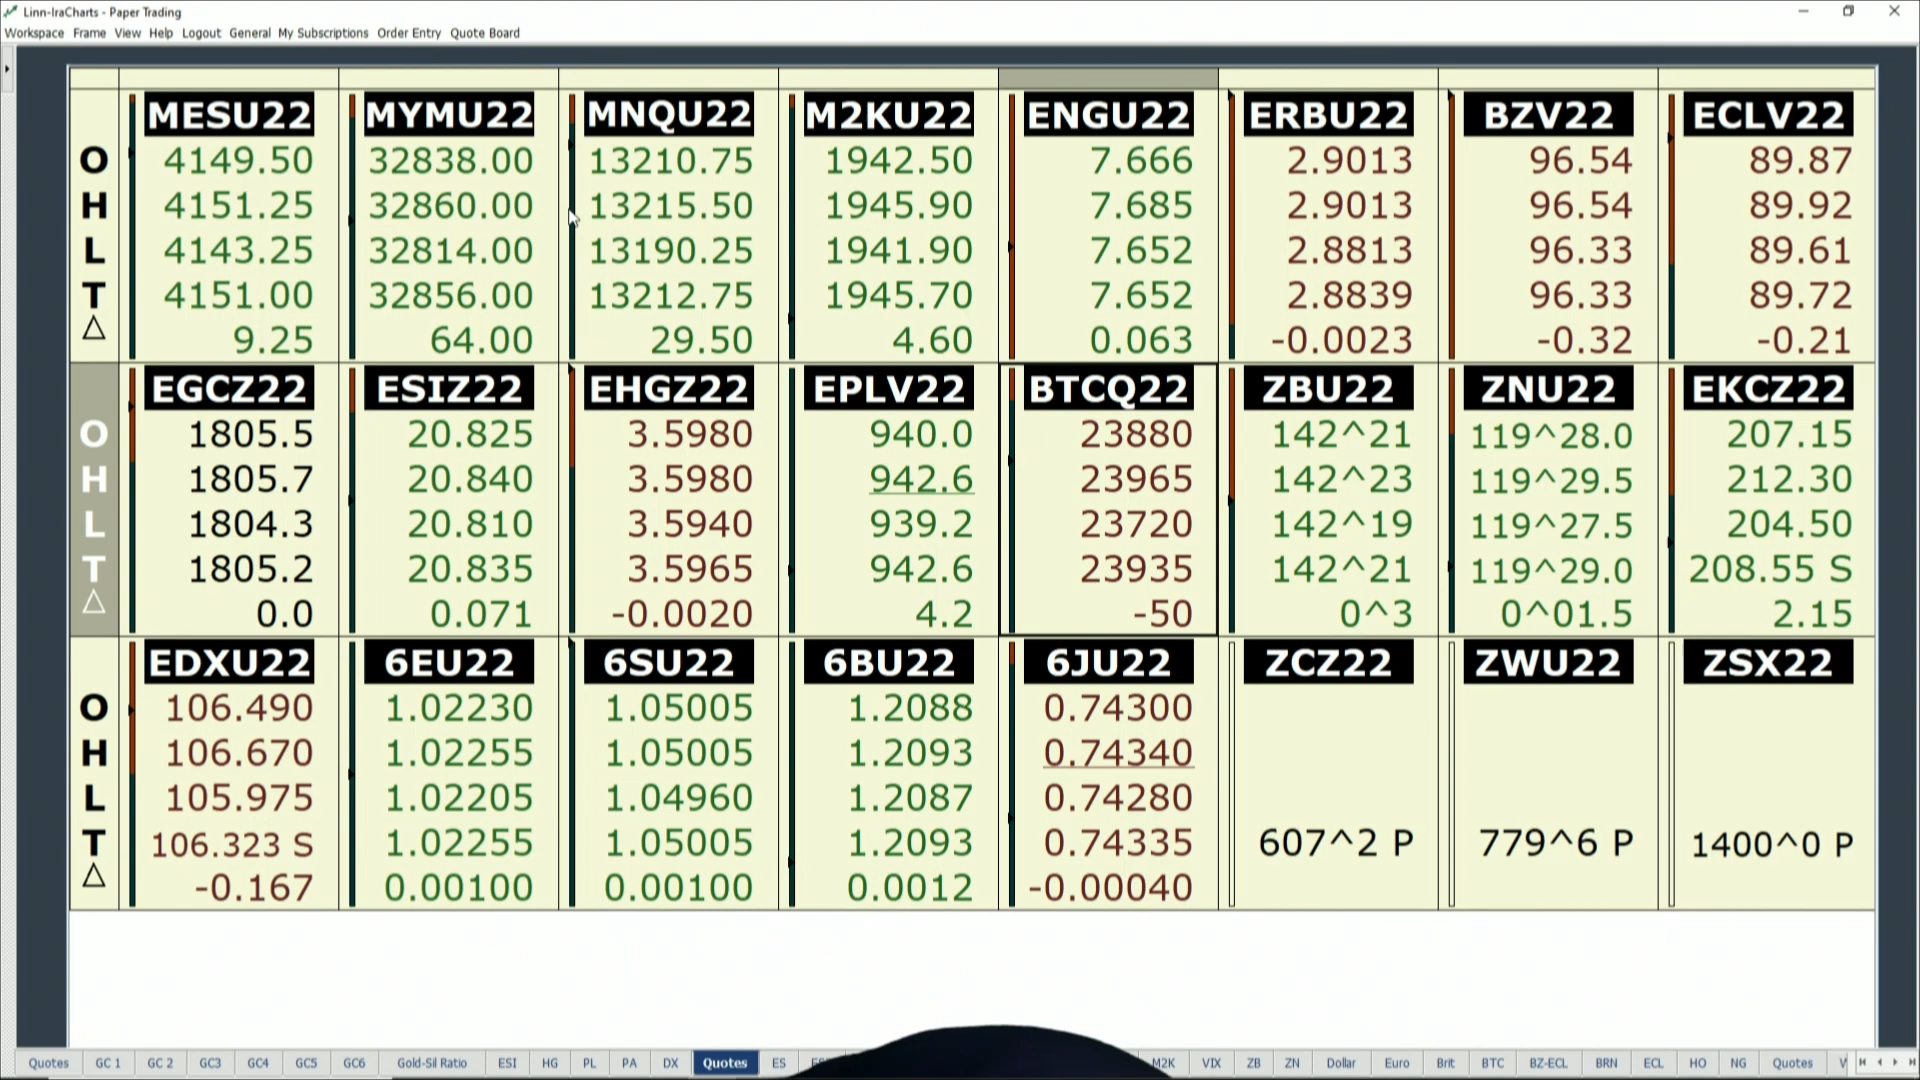 Linn-IraCharts - Paper Trading
Workspace Frame View Help Logout General My Subscriptions Order Entry Quote Board
MESU22 MYMU22 MNQU22 M2KU22 ENGU22 ERBU22 BZV22 ECLV22
O 4149.50 32838.00 13210.75 1942.50 7.666 2.9013 96.54 89.87
H 4151.25 32860.00 13215.50 1945.90 7.685 2.9013 96.54 89.92
L 4143.25 32814.00 13190.25 1941.90 7.652 2.8813 96.33 89.61
T 4151.00 32856.00 13212.75 1945.70 7.652 2.8839 96.33 89.72
△ 9.25 64.00 29.50 4.60 0.063 -0.0023 -0.32 -0.21
EGCZ22 ESIZ22 EHGZ22 EPLV22 BTCQ22 ZBU22 ZNU22 EKCZ22
O 1805.5 20.825 3.5980 940.0 23880 142^21 119^28.0 207.15
H 1805.7 20.840 3.5980 942.6 23965 142^23 119^29.5 212.30
L 1804.3 20.810 3.5940 939.2 23720 142^19 119^27.5 204.50
T 1805.2 20.835 3.5965 942.6 23935 142^21 119^29.0 208.55 S
△ 0.0 0.071 -0.0020 4.2 -50 0^3 0^01.5 2.15
EDXU22 6EU22 6SU22 6BU22 6JU22 ZCZ22 ZWU22 ZSX22
O 106.490 1.02230 1.05005 1.2088 0.74300
H 106.670 1.02255 1.05005 1.2093 0.74340
L 105.975 1.02205 1.04960 1.2087 0.74280
T 106.323 S 1.02255 1.05005 1.2093 0.74335 607^2 P 779^6 P 1400^0 P
△ -0.167 0.00100 0.00100 0.0012 -0.00040
Quotes GC 1 GC 2 GC3 GC4 GC5 GC6 Gold-Sil Ratio ESI HG PL PA DX Quotes ES M2K VIX ZB ZN Dollar Euro Brit BTC BZ-ECL BRN ECL HO NG Quotes